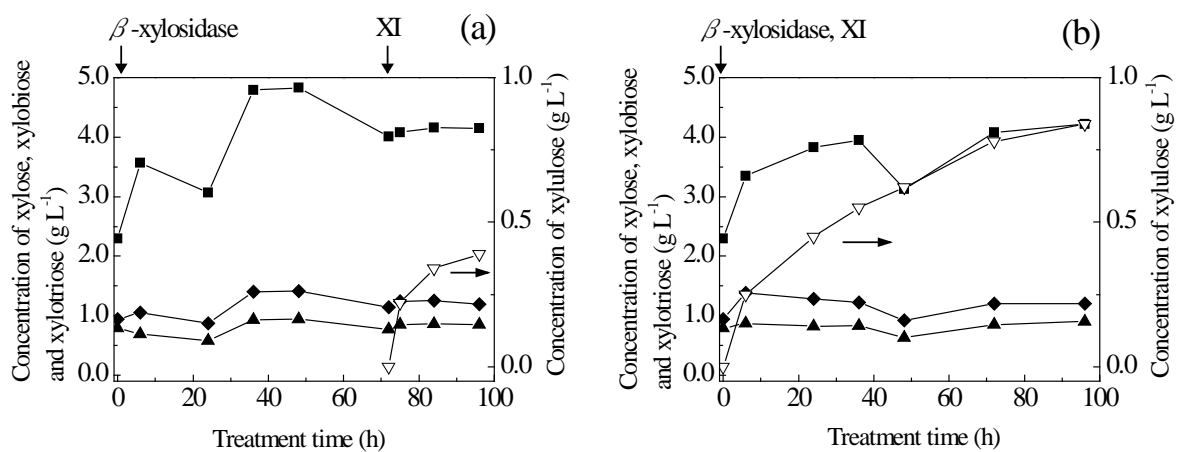 β -xylosidase
XI
(a)
5.0
4.0
3.0
2.0
1.0
0.0
1.0
0.5
0.0
0
20
40
60
80
100
Concentration of xylose, xylobiose
and xylotriose (g L⁻¹)
Concentration of xylulose (g L⁻¹)
Treatment time (h)
β -xylosidase, XI
(b)
5.0
4.0
3.0
2.0
1.0
0.0
1.0
0.5
0.0
0
20
40
60
80
100
Concentration of xylose, xylobiose
and xylotriose (g L⁻¹)
Concentration of xylulose (g L⁻¹)
Treatment time (h)